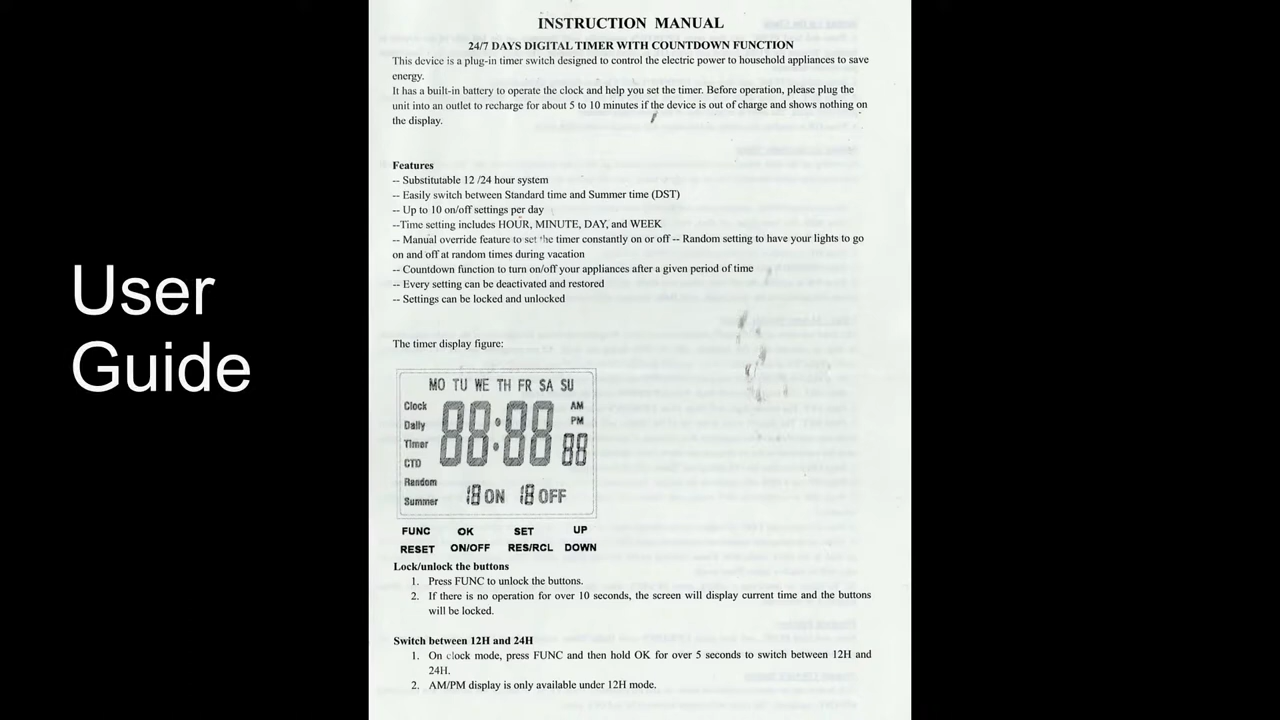 User
Guide
INSTRUCTION MANUAL
24/7 DAYS DIGITAL TIMER WITH COUNTDOWN FUNCTION
This device is a plug-in timer switch designed to control the electric power to household appliances to save
energy.
It has a built-in battery to operate the clock and help you set the timer. Before operation, please plug the
unit into an outlet to recharge for about 5 to 10 minutes if the device is out of charge and shows nothing on
the display.
Features
-- Substitutable 12 /24 hour system
-- Easily switch between Standard time and Summer time (DST)
-- Up to 10 on/off settings per day
--Time setting includes HOUR, MINUTE, DAY, and WEEK
-- Manual override feature to set the timer constantly on or off -- Random setting to have your lights to go
on and off at random times during vacation
-- Countdown function to turn on/off your appliances after a given period of time
-- Every setting can be deactivated and restored
-- Settings can be locked and unlocked
The timer display figure:
MO TU WE TH FR SA SU
Clock
Daily
Timer
CTD
Random
Summer
88:88
AM
PM
88
18 ON 18 OFF
FUNC OK SET UP
RESET ON/OFF RES/RCL DOWN
Lock/unlock the buttons
1. Press FUNC to unlock the buttons.
2. If there is no operation for over 10 seconds, the screen will display current time and the buttons
will be locked.
Switch between 12H and 24H
1. On clock mode, press FUNC and then hold OK for over 5 seconds to switch between 12H and
24H.
2. AM/PM display is only available under 12H mode.